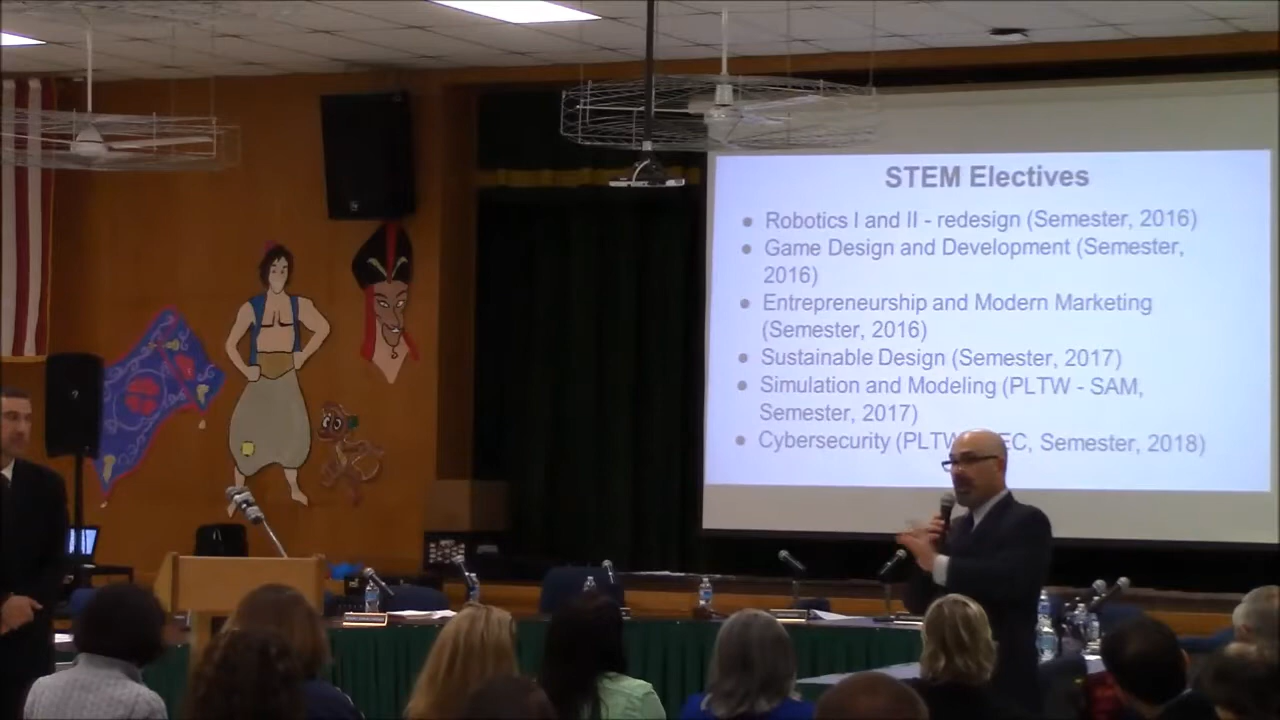 STEM Electives
● Robotics I and II - redesign (Semester, 2016)
● Game Design and Development (Semester,
2016)
● Entrepreneurship and Modern Marketing
(Semester, 2016)
● Sustainable Design (Semester, 2017)
● Simulation and Modeling (PLTW - SAM,
Semester, 2017)
● Cybersecurity (PLTW EC, Semester, 2018)